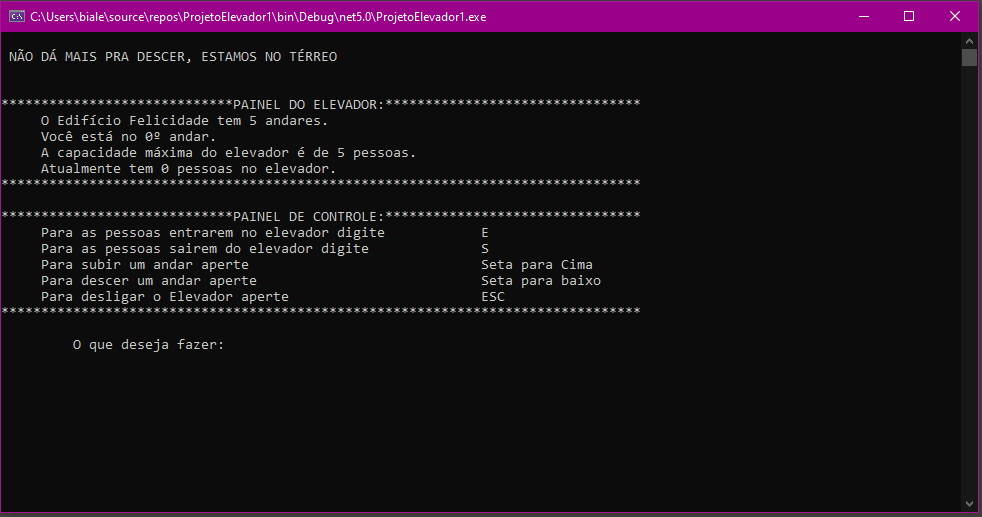 C:\Users\biale\source\repos\ProjetoElevador1\bin\Debug\net5.0\ProjetoElevador1.exe
NÃO DÁ MAIS PRA DESCER, ESTAMOS NO TÉRREO
*****************************PAINEL DO ELEVADOR:********************************
O Edifício Felicidade tem 5 andares.
Você está no 0º andar.
A capacidade máxima do elevador é de 5 pessoas.
Atualmente tem 0 pessoas no elevador.
********************************************************************************
*****************************PAINEL DE CONTROLE:********************************
Para as pessoas entrarem no elevador digite E
Para as pessoas sairem do elevador digite S
Para subir um andar aperte Seta para Cima
Para descer um andar aperte Seta para baixo
Para desligar o Elevador aperte ESC
********************************************************************************
O que deseja fazer: